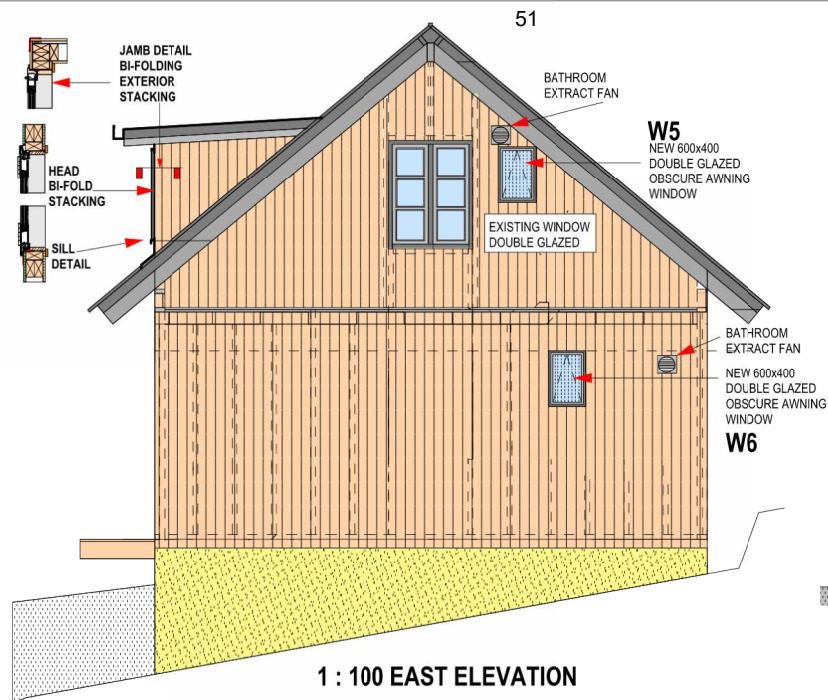 51
JAMB DETAIL
BI-FOLDING
EXTERIOR
STACKING
BATHROOM
EXTRACT FAN
W5
NEW 600x400
DOUBLE GLAZED
OBSCURE AWNING
WINDOW
HEAD
BI-FOLD
STACKING
EXISTING WINDOW
DOUBLE GLAZED
SILL
DETAIL
BATHROOM
EXTRACT FAN
NEW 600x400
DOUBLE GLAZED
OBSCURE AWNING
WINDOW
W6
1 : 100 EAST ELEVATION